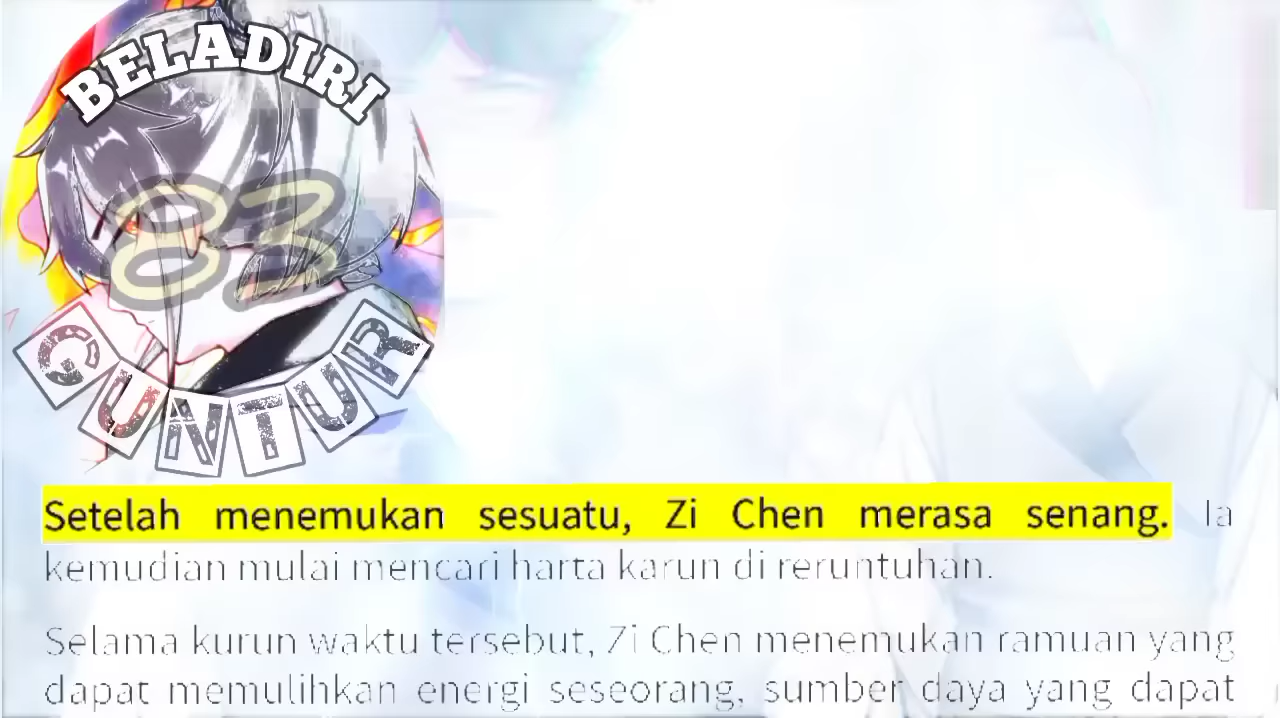 BELADIRI
83
GUNTUR
Setelah menemukan sesuatu, Zi Chen merasa senang. Ia
kemudian mulai mencari harta karun di reruntuhan.
Selama kurun waktu tersebut, Zi Chen menemukan ramuan yang
dapat memulihkan energi seseorang, sumber daya yang dapat